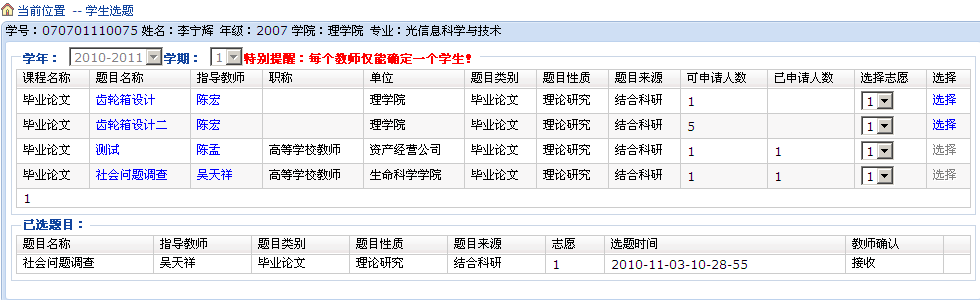 当前位置 -- 学生选题
学号：070701110075 姓名：李宁辉 年级：2007 学院：理学院 专业：光信息科学与技术
学年： 2010-2011 学期： 1 特别提醒：每个教师仅能确定一个学生！
课程名称 题目名称 指导教师 职称 单位 题目类别 题目性质 题目来源 可申请人数 已申请人数 选择志愿 选择
毕业论文 齿轮箱设计 陈宏 理学院 毕业论文 理论研究 结合科研 1 1 选择
毕业论文 齿轮箱设计二 陈宏 理学院 毕业论文 理论研究 结合科研 5 1 选择
毕业论文 测试 陈孟 高等学校教师 资产经营公司 毕业论文 理论研究 结合科研 1 1 1 选择
毕业论文 社会问题调查 吴天祥 高等学校教师 生命科学学院 毕业论文 理论研究 结合科研 1 1 1 选择
1
已选题目：
题目名称 指导教师 题目类别 题目性质 题目来源 志愿 选题时间 教师确认
社会问题调查 吴天祥 毕业论文 理论研究 结合科研 1 2010-11-03-10-28-55 接收